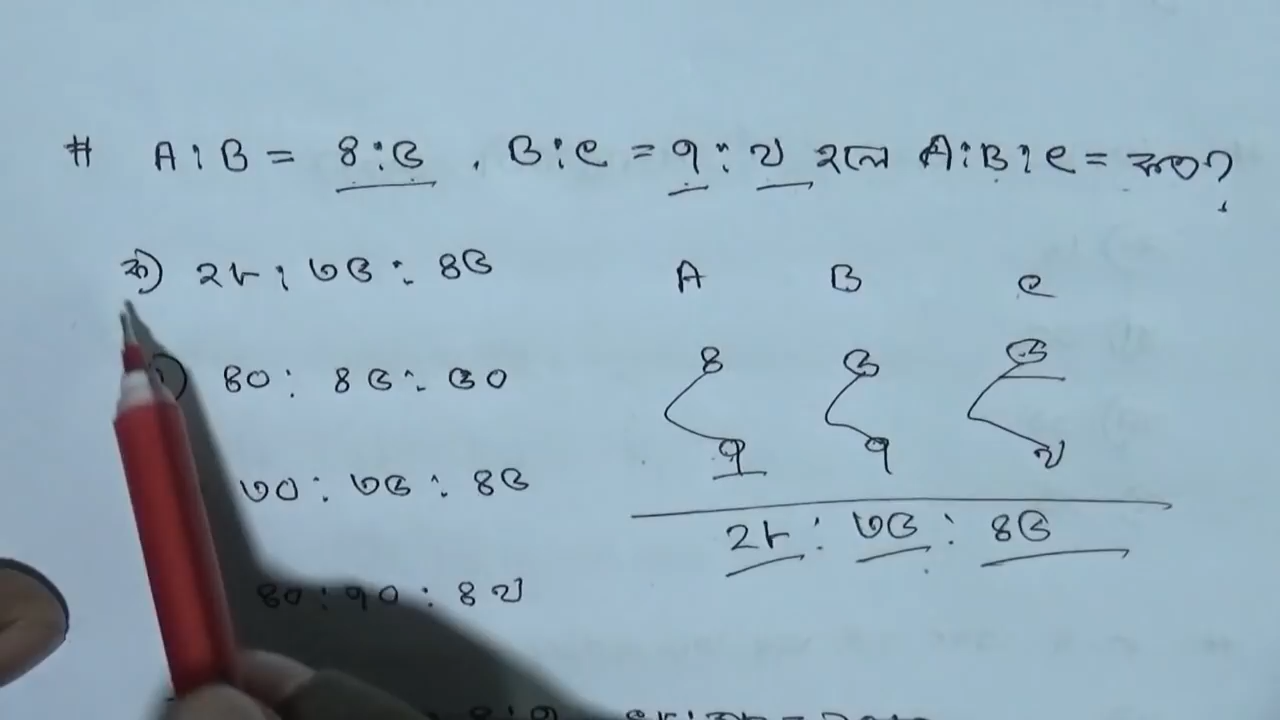 # A : B = ৪ : ৫ , B : C = ৭ : ৯ হলে A : B : C = কত ?
ক) ২৮ : ৩৫ : ৪৫
৪০ : ৪৫ : ৫০
৩০ : ৩৫ : ৪৫
৪০ : ৭০ : ৪৯
A B C
৪ ৫ ৫
৭ ৭ ৯
২৮ : ৩৫ : ৪৫